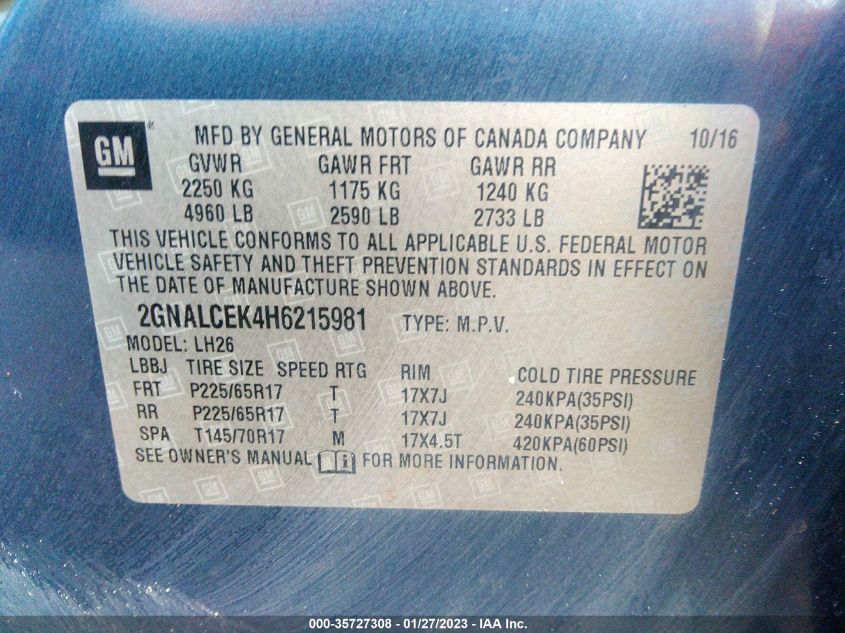 GM
MFD BY GENERAL MOTORS OF CANADA COMPANY 10/16
GVWR GAWR FRT GAWR RR
2250 KG 1175 KG 1240 KG
4960 LB 2590 LB 2733 LB
THIS VEHICLE CONFORMS TO ALL APPLICABLE U.S. FEDERAL MOTOR
VEHICLE SAFETY AND THEFT PREVENTION STANDARDS IN EFFECT ON
THE DATE OF MANUFACTURE SHOWN ABOVE.
2GNALCEK4H6215981 TYPE: M.P.V.
MODEL: LH26
LBBJ TIRE SIZE SPEED RTG RIM COLD TIRE PRESSURE
FRT P225/65R17 T 17X7J 240KPA(35PSI)
RR P225/65R17 T 17X7J 240KPA(35PSI)
SPA T145/70R17 M 17X4.5T 420KPA(60PSI)
SEE OWNER'S MANUAL FOR MORE INFORMATION.
000-35727308 - 01/27/2023 - IAA Inc.